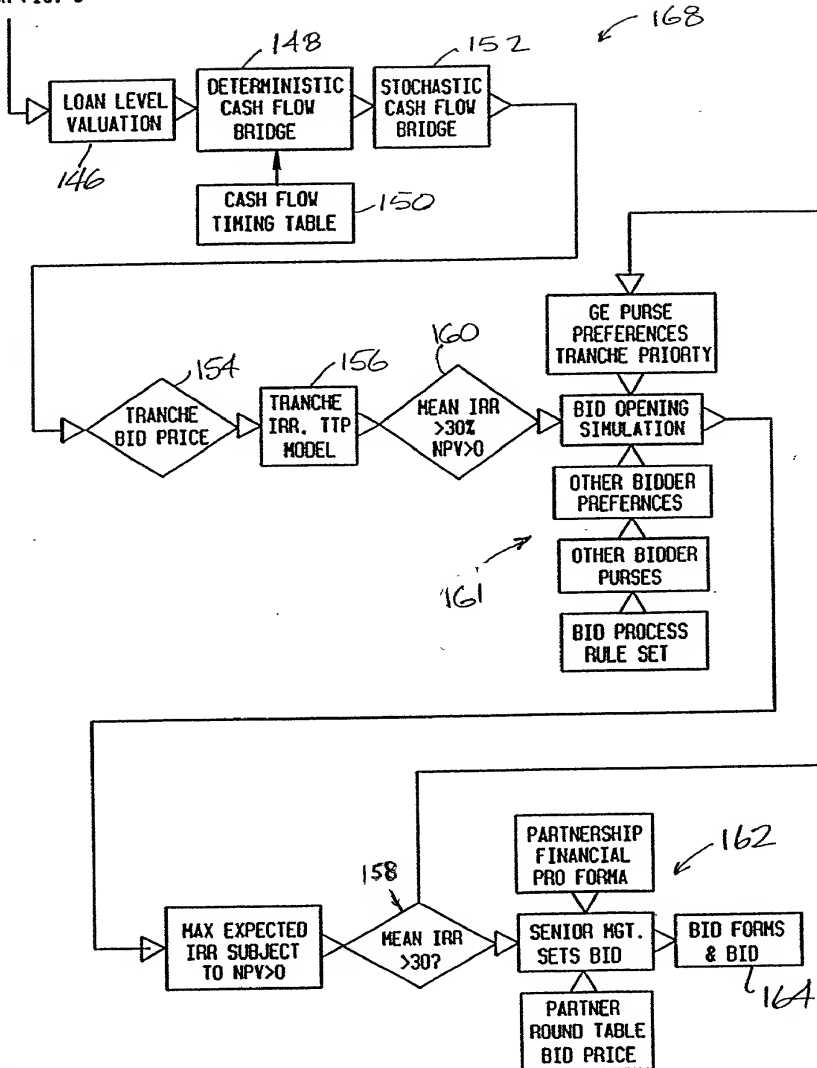 168
148
152
LOAN LEVEL
VALUATION
DETERMINISTIC
CASH FLOW
BRIDGE
STOCHASTIC
CASH FLOW
BRIDGE
146
CASH FLOW
TIMING TABLE
150
GE PURSE
PREFERENCES
TRANCHE PRIORTY
154
156
160
TRANCHE
BID PRICE
TRANCHE
IRR. TTP
MODEL
MEAN IRR
>30%
NPV>0
BID OPENING
SIMULATION
OTHER BIDDER
PREFERNCES
OTHER BIDDER
PURSES
161
BID PROCESS
RULE SET
PARTNERSHIP
FINANCIAL
PRO FORMA
162
158
MAX EXPECTED
IRR SUBJECT
TO NPV>0
MEAN IRR
>30?
SENIOR MGT.
SETS BID
BID FORMS
& BID
164
PARTNER
ROUND TABLE
BID PRICE